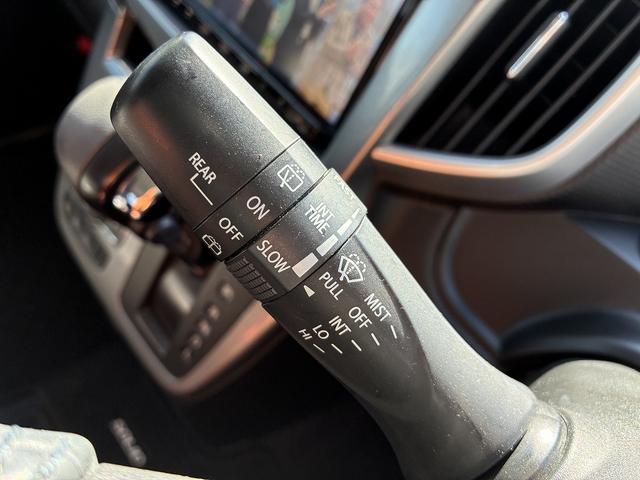 REAR
ON
OFF
INT
TIME
SLOW
PULL
MIST
OFF
INT
LO
HI